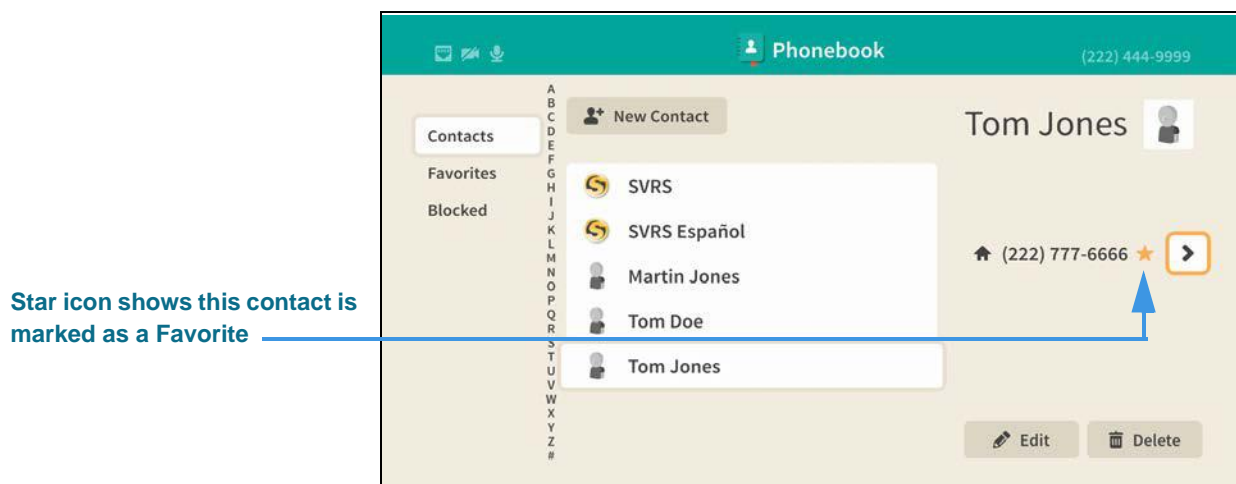 Phonebook
(222) 444-9999
Contacts
Favorites
Blocked
A
B
C
D
E
F
G
H
I
J
K
L
M
N
O
P
Q
R
S
T
U
V
W
X
Y
Z
#
New Contact
SVRS
SVRS Español
Martin Jones
Tom Doe
Tom Jones
Tom Jones
(222) 777-6666
Edit
Delete
Star icon shows this contact is
marked as a Favorite